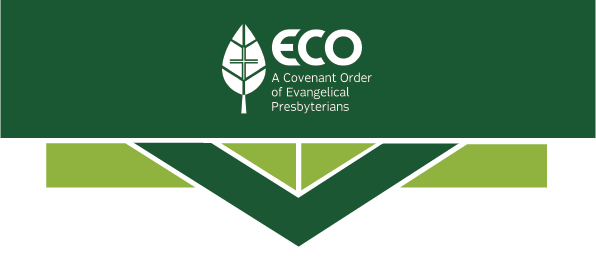 ECO
A Covenant Order
of Evangelical
Presbyterians